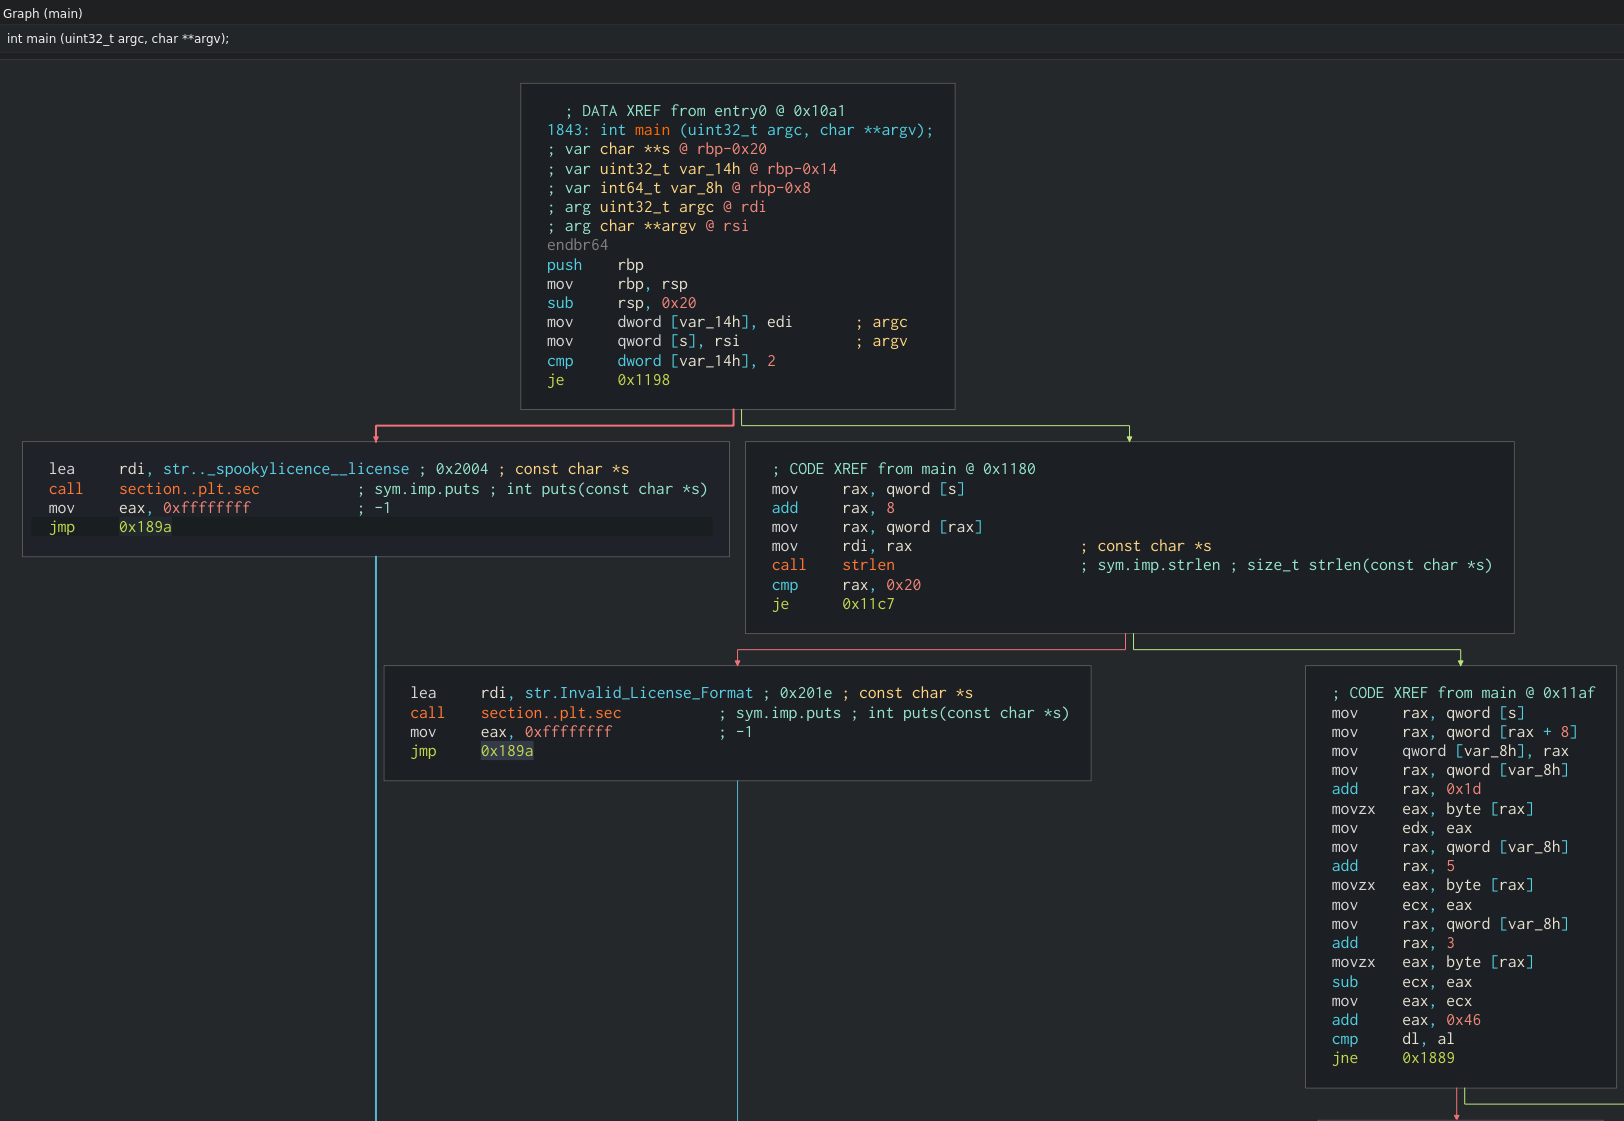 Graph (main)
int main (uint32_t argc, char **argv);
; DATA XREF from entry0 @ 0x10a1
1843: int main (uint32_t argc, char **argv);
; var char **s @ rbp-0x20
; var uint32_t var_14h @ rbp-0x14
; var int64_t var_8h @ rbp-0x8
; arg uint32_t argc @ rdi
; arg char **argv @ rsi
endbr64
push rbp
mov rbp, rsp
sub rsp, 0x20
mov dword [var_14h], edi ; argc
mov qword [s], rsi ; argv
cmp dword [var_14h], 2
je 0x1198
lea rdi, str.._spookylicence__license ; 0x2004 ; const char *s
call section..plt.sec ; sym.imp.puts ; int puts(const char *s)
mov eax, 0xffffffff ; -1
jmp 0x189a
; CODE XREF from main @ 0x1180
mov rax, qword [s]
add rax, 8
mov rax, qword [rax]
mov rdi, rax ; const char *s
call strlen ; sym.imp.strlen ; size_t strlen(const char *s)
cmp rax, 0x20
je 0x11c7
lea rdi, str.Invalid_License_Format ; 0x201e ; const char *s
call section..plt.sec ; sym.imp.puts ; int puts(const char *s)
mov eax, 0xffffffff ; -1
jmp 0x189a
; CODE XREF from main @ 0x11af
mov rax, qword [s]
mov rax, qword [rax + 8]
mov qword [var_8h], rax
mov rax, qword [var_8h]
add rax, 0x1d
movzx eax, byte [rax]
mov edx, eax
mov rax, qword [var_8h]
add rax, 5
movzx eax, byte [rax]
mov ecx, eax
mov rax, qword [var_8h]
add rax, 3
movzx eax, byte [rax]
sub ecx, eax
mov eax, ecx
add eax, 0x46
cmp dl, al
jne 0x1889